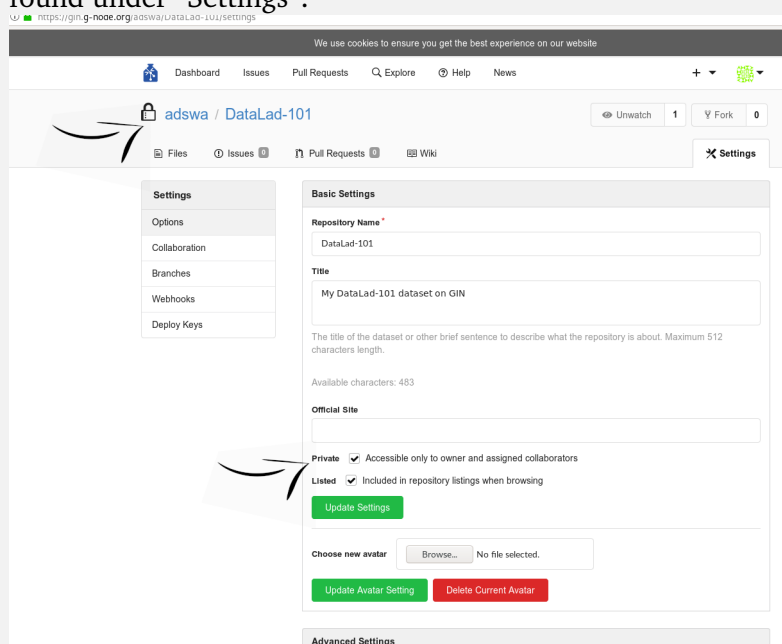 found under "Settings".
https://gin.g-node.org/adswa/DataLad-101/settings
We use cookies to ensure you get the best experience on our website
Dashboard Issues Pull Requests Explore Help News
adswa / DataLad-101 Unwatch 1 Fork 0
Files Issues 0 Pull Requests 0 Wiki Settings
Settings
Options
Collaboration
Branches
Webhooks
Deploy Keys
Basic Settings
Repository Name *
DataLad-101
Title
My DataLad-101 dataset on GIN
The title of the dataset or other brief sentence to describe what the repository is about. Maximum 512
characters length.
Available characters: 483
Official Site
Private Accessible only to owner and assigned collaborators
Listed Included in repository listings when browsing
Update Settings
Choose new avatar Browse... No file selected.
Update Avatar Setting Delete Current Avatar
Advanced Settings